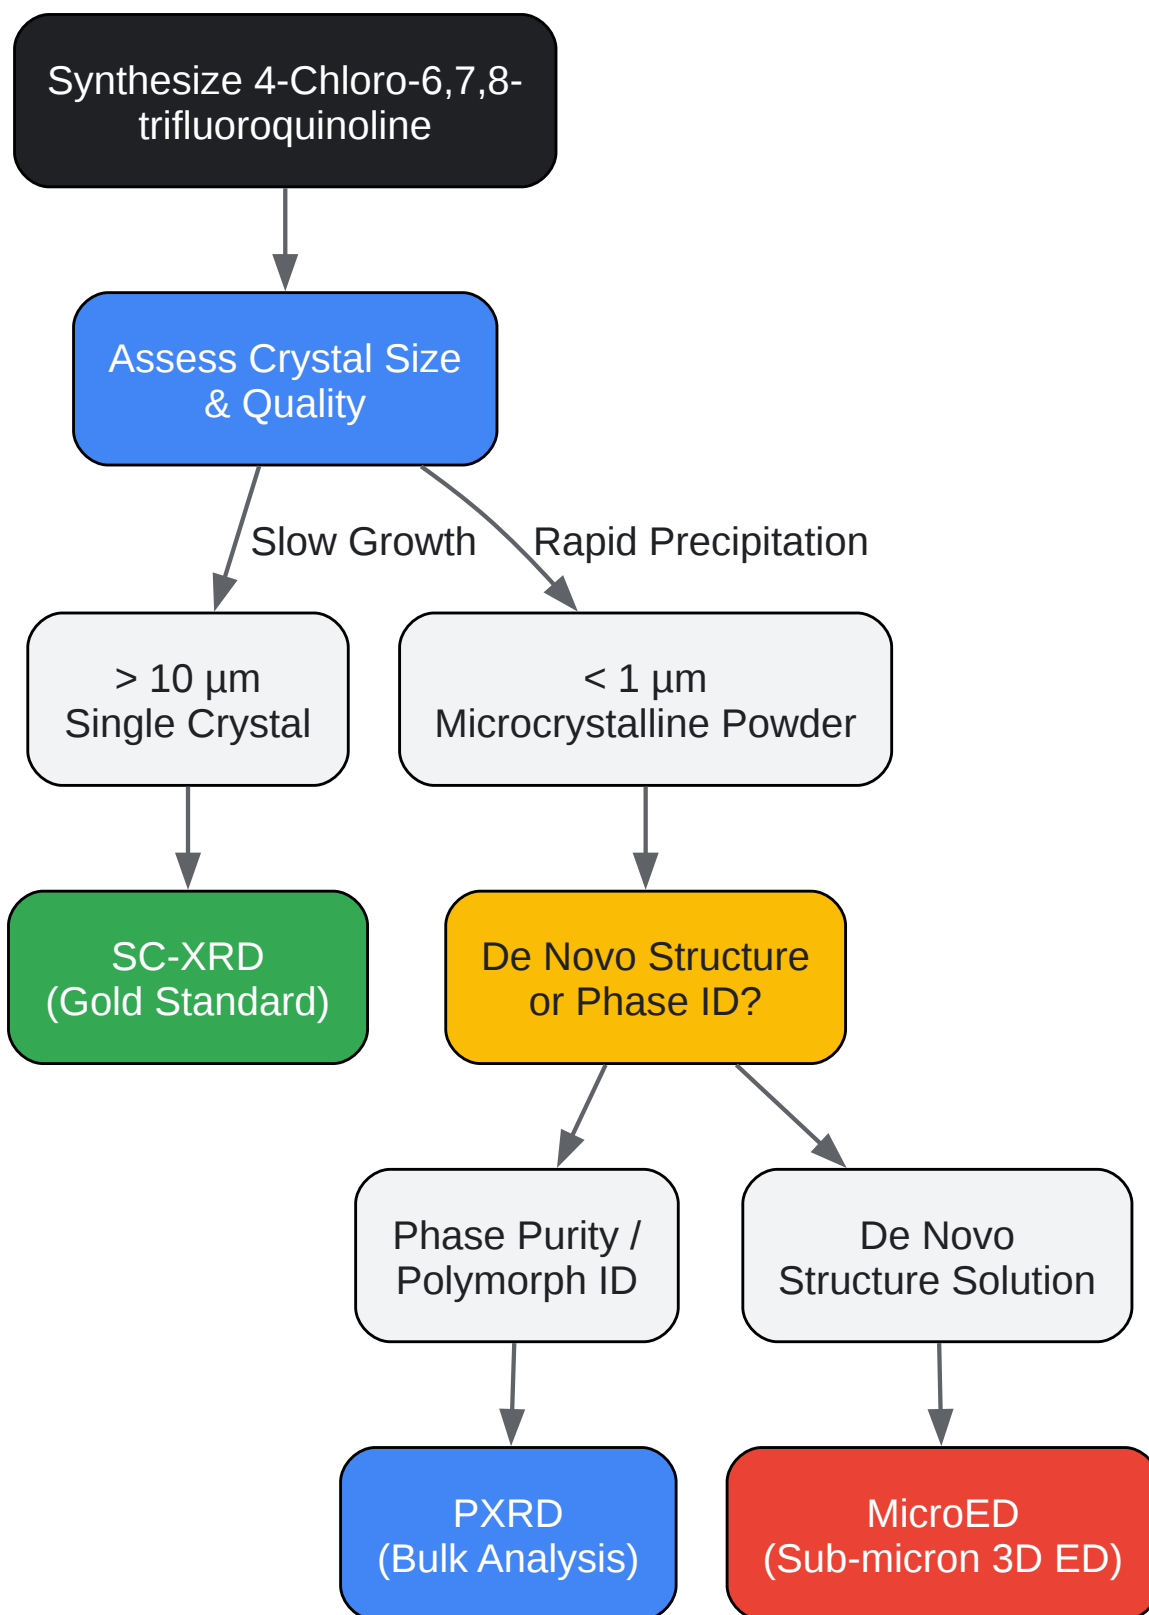 Synthesize 4-Chloro-6,7,8-
trifluoroquinoline
Assess Crystal Size
& Quality
Slow Growth
Rapid Precipitation
> 10 µm
Single Crystal
< 1 µm
Microcrystalline Powder
SC-XRD
(Gold Standard)
De Novo Structure
or Phase ID?
Phase Purity /
Polymorph ID
De Novo
Structure Solution
PXRD
(Bulk Analysis)
MicroED
(Sub-micron 3D ED)